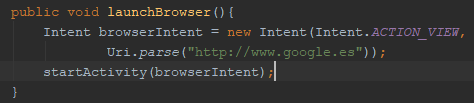 public void launchBrowser(){
Intent browserIntent = new Intent(Intent.ACTION_VIEW,
Uri.parse("http://www.google.es"));
startActivity(browserIntent);
}